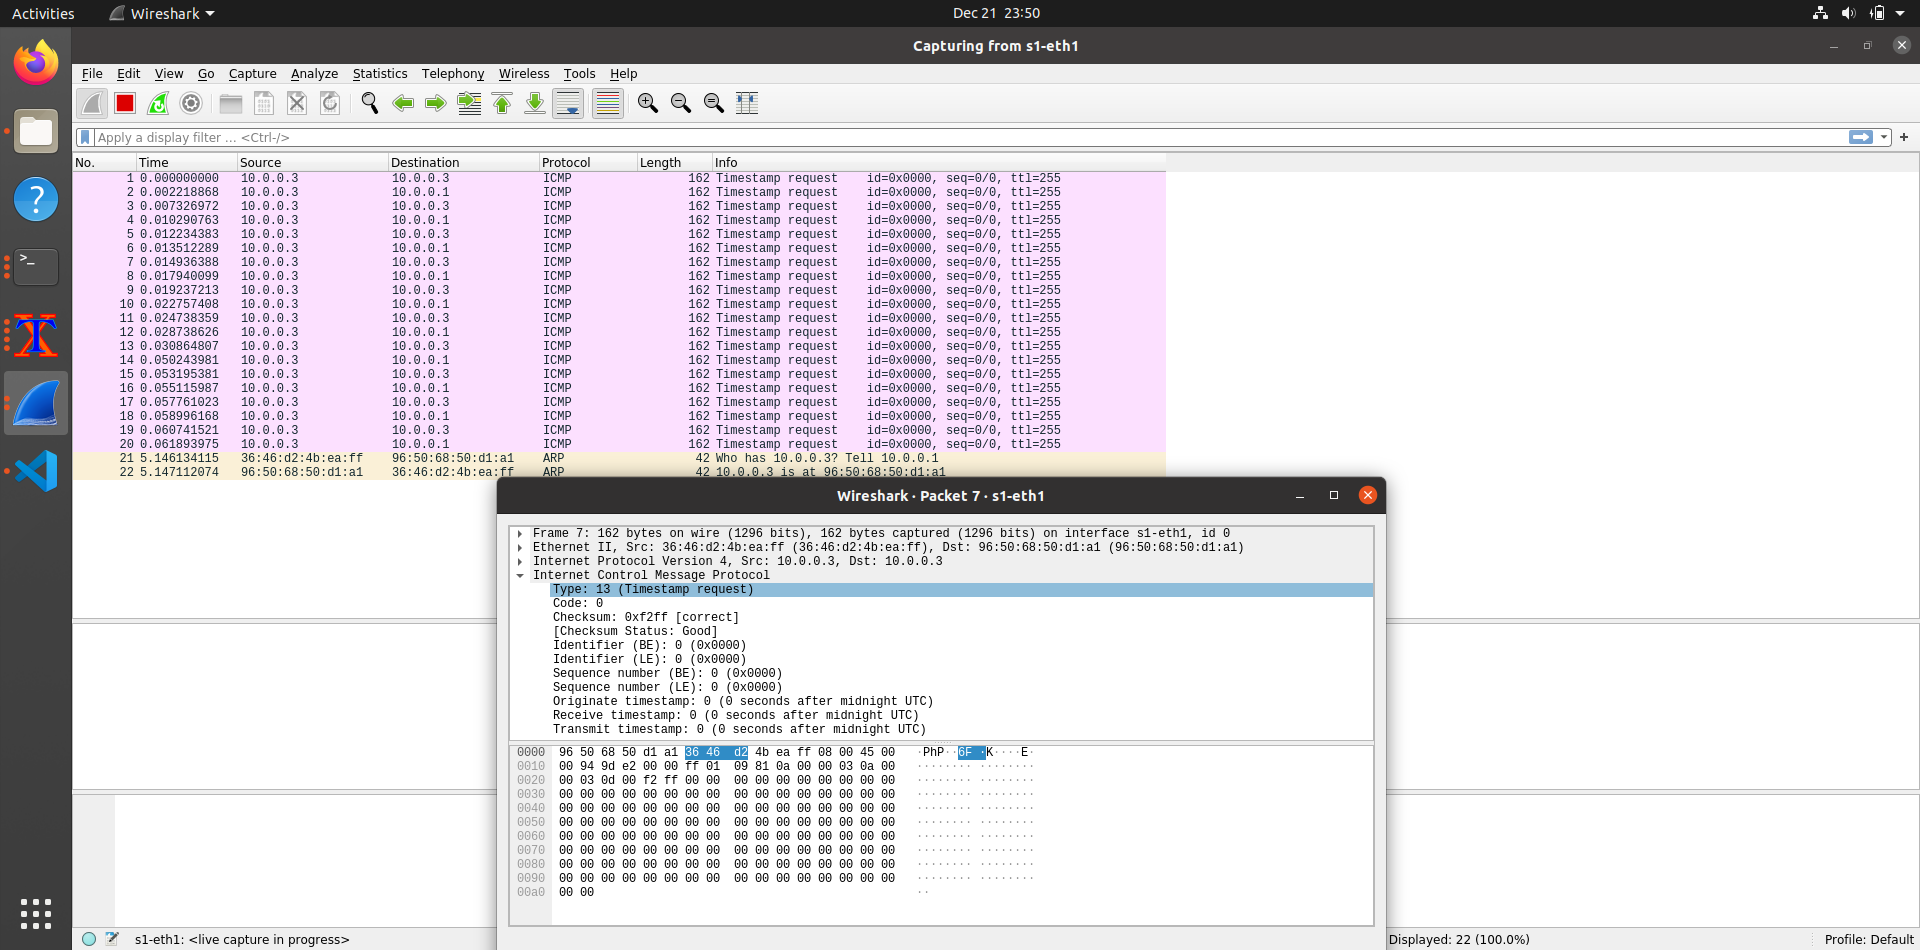 Activities Wireshark Dec 21 23:50
Capturing from s1-eth1
File Edit View Go Capture Analyze Statistics Telephony Wireless Tools Help
Apply a display filter … <Ctrl-/>
No. Time Source Destination Protocol Length Info
1 0.000000000 10.0.0.3 10.0.0.3 ICMP 162 Timestamp request id=0x0000, seq=0/0, ttl=255
2 0.002218868 10.0.0.3 10.0.0.1 ICMP 162 Timestamp request id=0x0000, seq=0/0, ttl=255
3 0.007326972 10.0.0.3 10.0.0.3 ICMP 162 Timestamp request id=0x0000, seq=0/0, ttl=255
4 0.010290763 10.0.0.3 10.0.0.1 ICMP 162 Timestamp request id=0x0000, seq=0/0, ttl=255
5 0.012234383 10.0.0.3 10.0.0.3 ICMP 162 Timestamp request id=0x0000, seq=0/0, ttl=255
6 0.013512289 10.0.0.3 10.0.0.1 ICMP 162 Timestamp request id=0x0000, seq=0/0, ttl=255
7 0.014936388 10.0.0.3 10.0.0.3 ICMP 162 Timestamp request id=0x0000, seq=0/0, ttl=255
8 0.017940099 10.0.0.3 10.0.0.1 ICMP 162 Timestamp request id=0x0000, seq=0/0, ttl=255
9 0.019237213 10.0.0.3 10.0.0.3 ICMP 162 Timestamp request id=0x0000, seq=0/0, ttl=255
10 0.022757408 10.0.0.3 10.0.0.1 ICMP 162 Timestamp request id=0x0000, seq=0/0, ttl=255
11 0.024738359 10.0.0.3 10.0.0.3 ICMP 162 Timestamp request id=0x0000, seq=0/0, ttl=255
12 0.028738626 10.0.0.3 10.0.0.1 ICMP 162 Timestamp request id=0x0000, seq=0/0, ttl=255
13 0.030864807 10.0.0.3 10.0.0.3 ICMP 162 Timestamp request id=0x0000, seq=0/0, ttl=255
14 0.050243981 10.0.0.3 10.0.0.1 ICMP 162 Timestamp request id=0x0000, seq=0/0, ttl=255
15 0.053195381 10.0.0.3 10.0.0.3 ICMP 162 Timestamp request id=0x0000, seq=0/0, ttl=255
16 0.055115987 10.0.0.3 10.0.0.1 ICMP 162 Timestamp request id=0x0000, seq=0/0, ttl=255
17 0.057761023 10.0.0.3 10.0.0.3 ICMP 162 Timestamp request id=0x0000, seq=0/0, ttl=255
18 0.058996168 10.0.0.3 10.0.0.1 ICMP 162 Timestamp request id=0x0000, seq=0/0, ttl=255
19 0.060741521 10.0.0.3 10.0.0.3 ICMP 162 Timestamp request id=0x0000, seq=0/0, ttl=255
20 0.061893975 10.0.0.3 10.0.0.1 ICMP 162 Timestamp request id=0x0000, seq=0/0, ttl=255
21 5.146134115 36:46:d2:4b:ea:ff 96:50:68:50:d1:a1 ARP 42 Who has 10.0.0.3? Tell 10.0.0.1
22 5.147112074 96:50:68:50:d1:a1 36:46:d2:4b:ea:ff ARP 42 10.0.0.3 is at 96:50:68:50:d1:a1
Wireshark · Packet 7 · s1-eth1
Frame 7: 162 bytes on wire (1296 bits), 162 bytes captured (1296 bits) on interface s1-eth1, id 0
Ethernet II, Src: 36:46:d2:4b:ea:ff (36:46:d2:4b:ea:ff), Dst: 96:50:68:50:d1:a1 (96:50:68:50:d1:a1)
Internet Protocol Version 4, Src: 10.0.0.3, Dst: 10.0.0.3
Internet Control Message Protocol
Type: 13 (Timestamp request)
Code: 0
Checksum: 0xf2ff [correct]
[Checksum Status: Good]
Identifier (BE): 0 (0x0000)
Identifier (LE): 0 (0x0000)
Sequence number (BE): 0 (0x0000)
Sequence number (LE): 0 (0x0000)
Originate timestamp: 0 (0 seconds after midnight UTC)
Receive timestamp: 0 (0 seconds after midnight UTC)
Transmit timestamp: 0 (0 seconds after midnight UTC)
0000 96 50 68 50 d1 a1 36 46 d2 4b ea ff 08 00 45 00 ·PhP··6F ·K····E·
0010 00 94 9d e2 00 00 ff 01 09 81 0a 00 00 03 0a 00 ········ ········
0020 00 03 0d 00 f2 ff 00 00 00 00 00 00 00 00 00 00 ········ ········
0030 00 00 00 00 00 00 00 00 00 00 00 00 00 00 00 00 ········ ········
0040 00 00 00 00 00 00 00 00 00 00 00 00 00 00 00 00 ········ ········
0050 00 00 00 00 00 00 00 00 00 00 00 00 00 00 00 00 ········ ········
0060 00 00 00 00 00 00 00 00 00 00 00 00 00 00 00 00 ········ ········
0070 00 00 00 00 00 00 00 00 00 00 00 00 00 00 00 00 ········ ········
0080 00 00 00 00 00 00 00 00 00 00 00 00 00 00 00 00 ········ ········
0090 00 00 00 00 00 00 00 00 00 00 00 00 00 00 00 00 ········ ········
00a0 00 00 ··
s1-eth1: <live capture in progress> Displayed: 22 (100.0%) Profile: Default